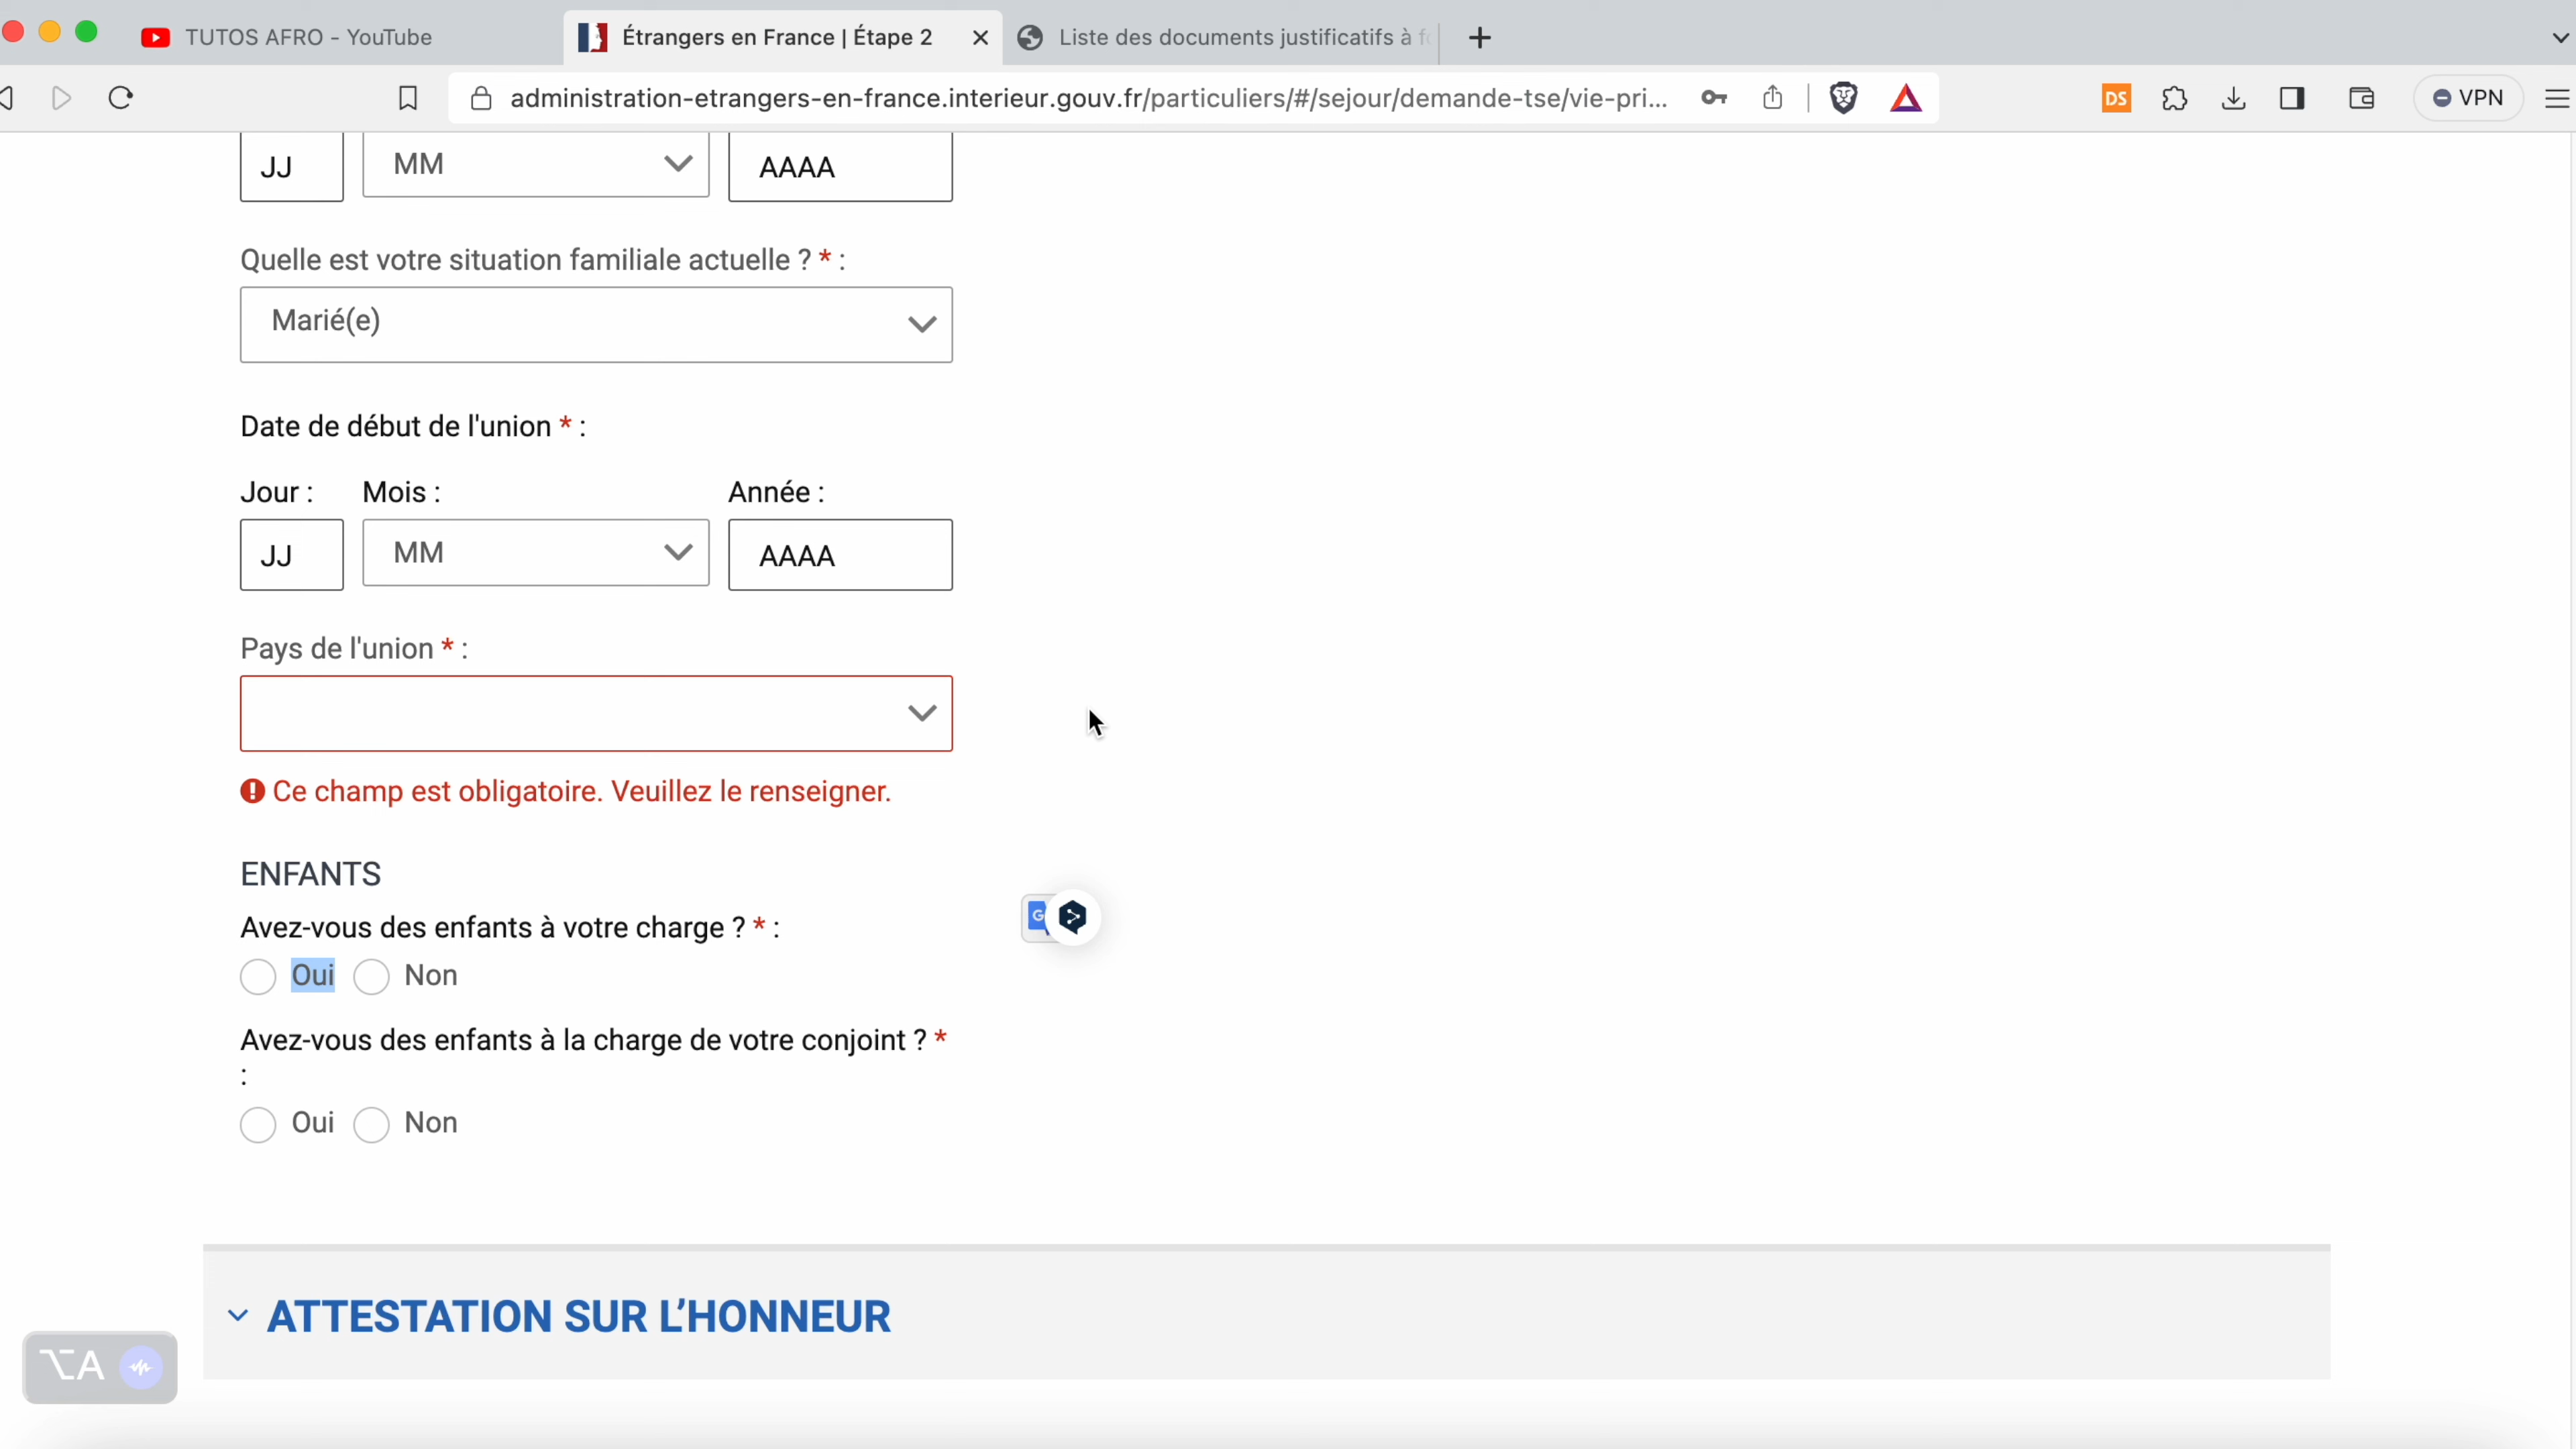 TUTOS AFRO - YouTube
Étrangers en France | Étape 2
Liste des documents justificatifs à
administration-etrangers-en-france.interieur.gouv.fr/particuliers/#/sejour/demande-tse/vie-pri...
DS
VPN
JJ
MM
AAAA
Quelle est votre situation familiale actuelle ? * :
Marié(e)
Date de début de l'union * :
Jour :
Mois :
Année :
JJ
MM
AAAA
Pays de l'union * :
Ce champ est obligatoire. Veuillez le renseigner.
ENFANTS
Avez-vous des enfants à votre charge ? * :
G
Oui Non
Avez-vous des enfants à la charge de votre conjoint ? *
:
Oui Non
ATTESTATION SUR L’HONNEUR
⌥A